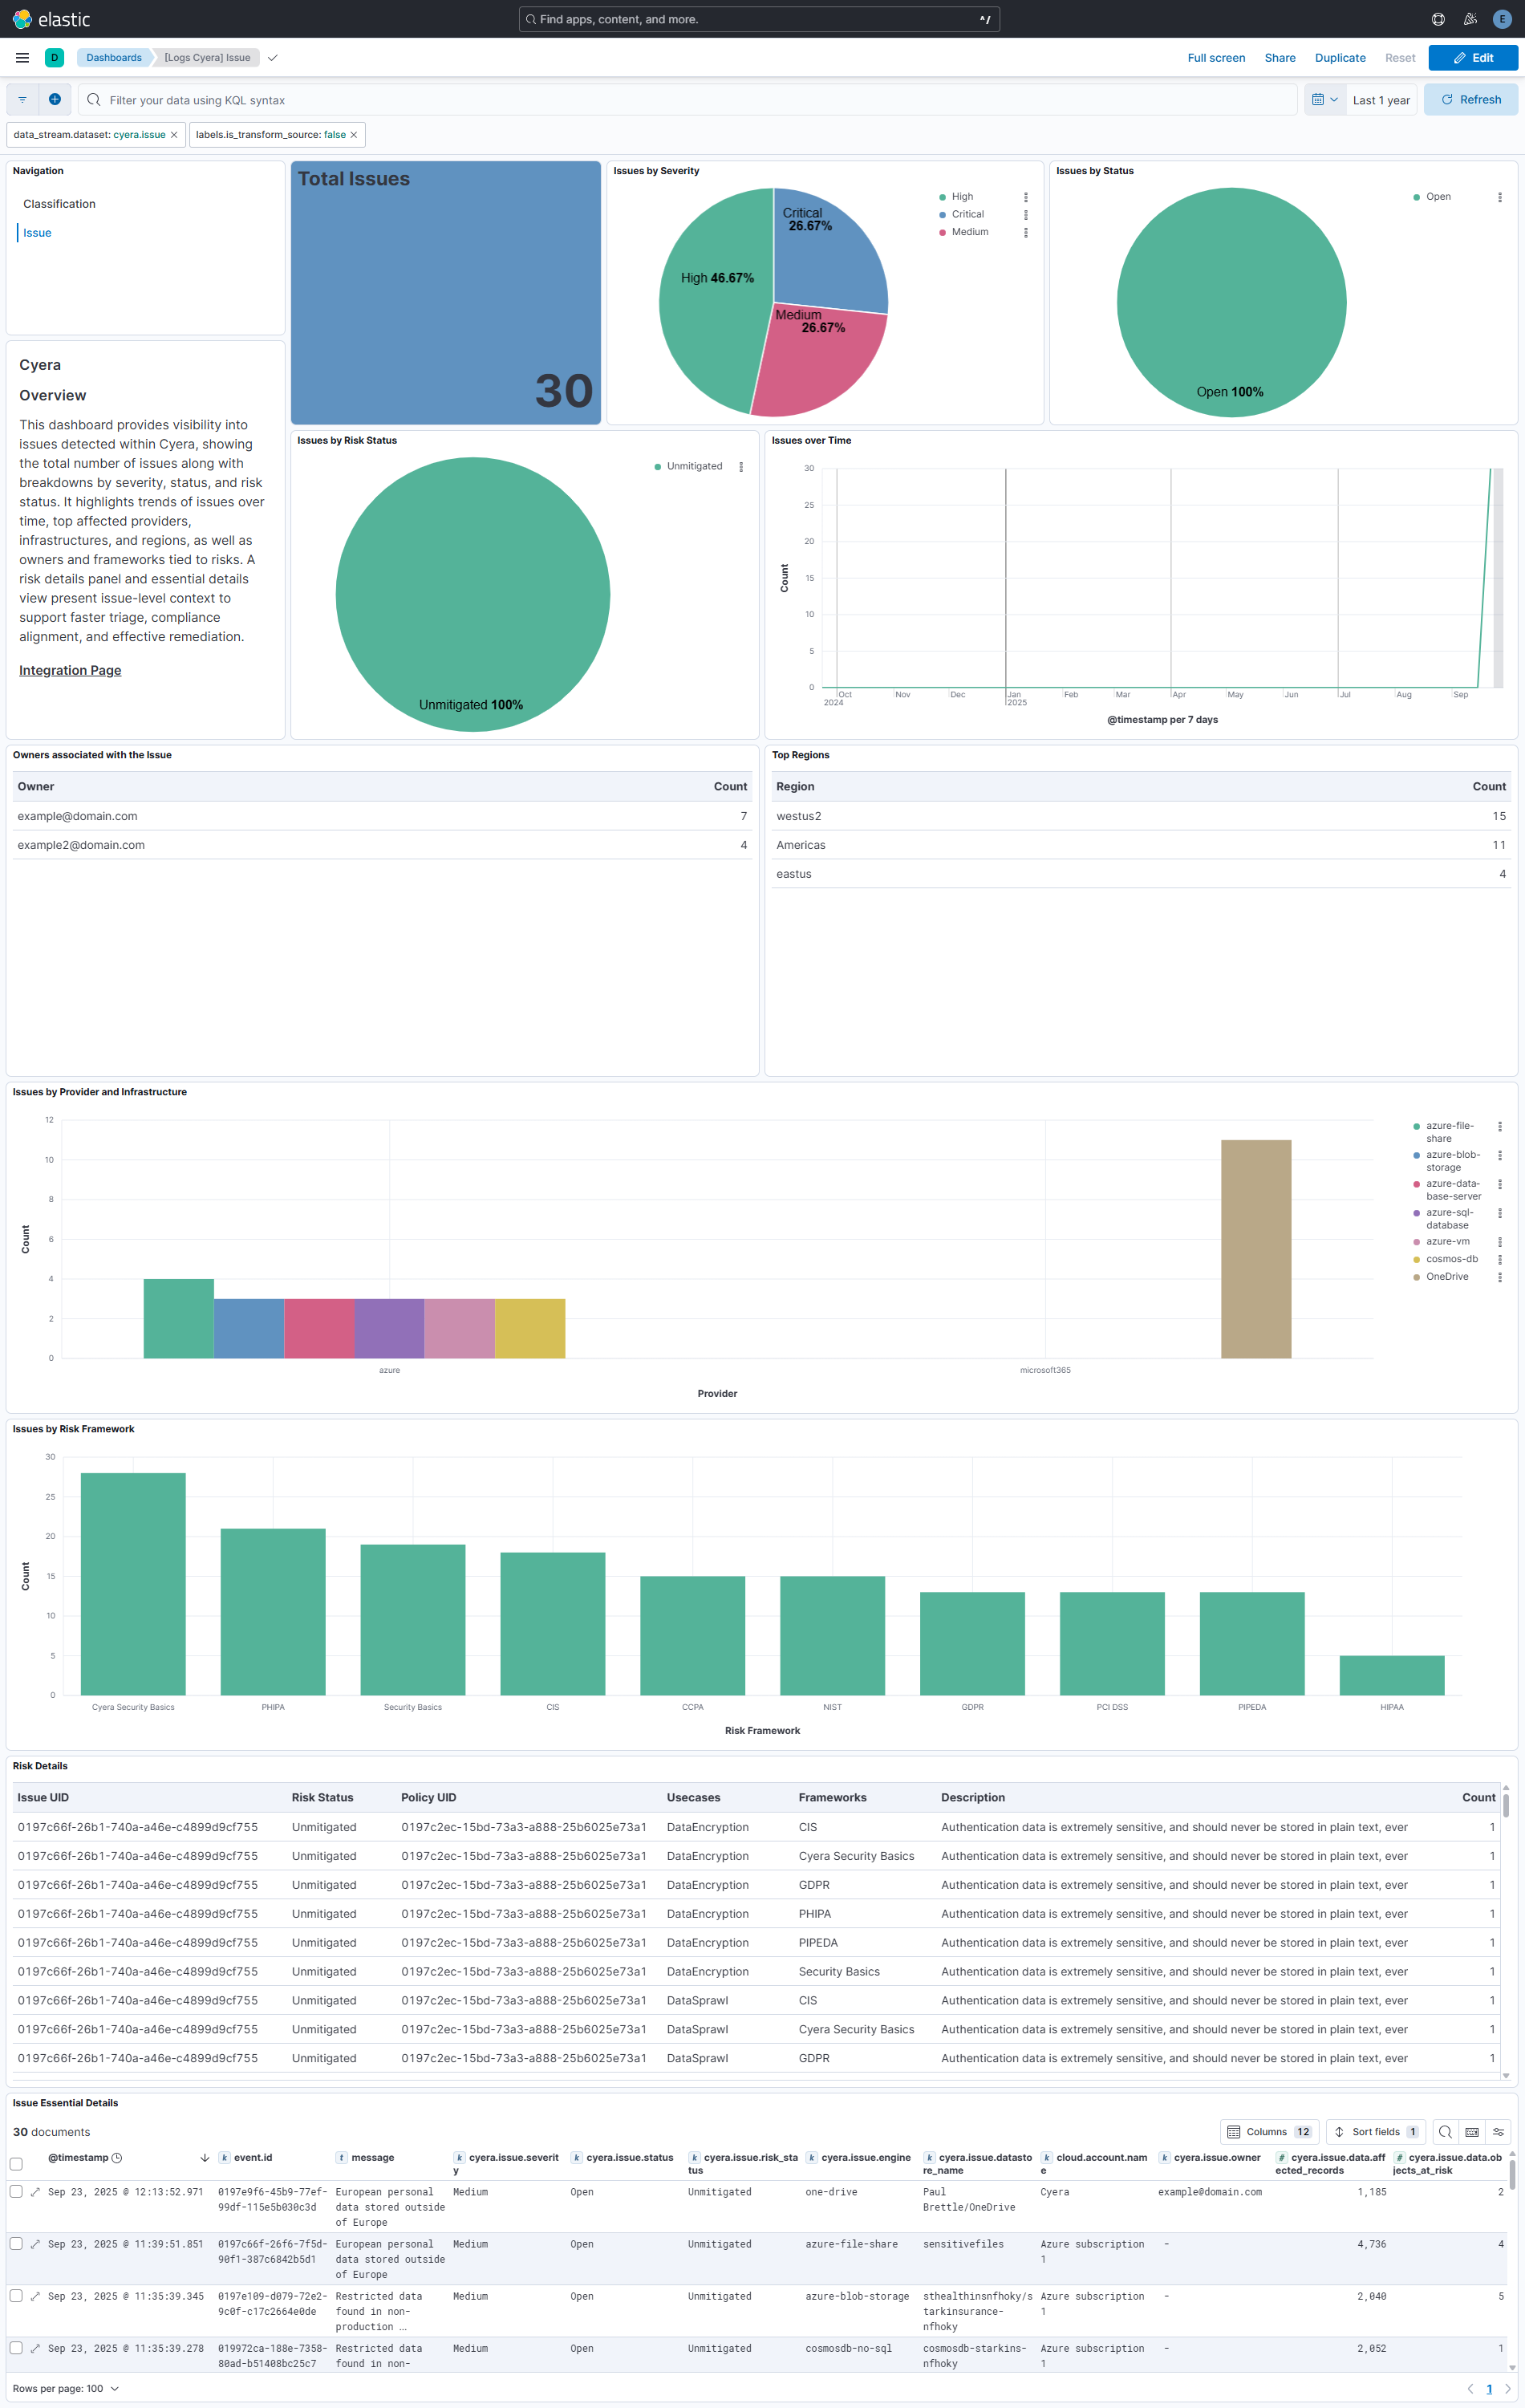 elastic
Find apps, content, and more.
^/
E
D
Dashboards
[Logs Cyera] Issue
Full screen
Share
Duplicate
Reset
Edit
Filter your data using KQL syntax
Last 1 year
Refresh
data_stream.dataset: cyera.issue
labels.is_transform_source: false
Navigation
Classification
Issue
Cyera
Overview
This dashboard provides visibility into
issues detected within Cyera, showing
the total number of issues along with
breakdowns by severity, status, and risk
status. It highlights trends of issues over
time, top affected providers,
infrastructures, and regions, as well as
owners and frameworks tied to risks. A
risk details panel and essential details
view present issue-level context to
support faster triage, compliance
alignment, and effective remediation.
Integration Page
Total Issues
30
Issues by Severity
Critical
26.67%
High 46.67%
Medium
26.67%
High
Critical
Medium
Issues by Status
Open 100%
Open
Issues by Risk Status
Unmitigated 100%
Unmitigated
Issues over Time
30
25
20
15
10
5
0
Count
Oct Nov Dec Jan Feb Mar Apr May Jun Jul Aug Sep
2024 2025
@timestamp per 7 days
Owners associated with the Issue
Owner Count
example@domain.com 7
example2@domain.com 4
Top Regions
Region Count
westus2 15
Americas 11
eastus 4
Issues by Provider and Infrastructure
12
10
8
6
4
2
0
Count
azure microsoft365
Provider
azure-file-
share
azure-blob-
storage
azure-data-
base-server
azure-sql-
database
azure-vm
cosmos-db
OneDrive
Issues by Risk Framework
30
25
20
15
10
5
0
Count
Cyera Security Basics PHIPA Security Basics CIS CCPA NIST GDPR PCI DSS PIPEDA HIPAA
Risk Framework
Risk Details
Issue UID Risk Status Policy UID Usecases Frameworks Description Count
0197c66f-26b1-740a-a46e-c4899d9cf755 Unmitigated 0197c2ec-15bd-73a3-a888-25b6025e73a1 DataEncryption CIS Authentication data is extremely sensitive, and should never be stored in plain text, ever 1
0197c66f-26b1-740a-a46e-c4899d9cf755 Unmitigated 0197c2ec-15bd-73a3-a888-25b6025e73a1 DataEncryption Cyera Security Basics Authentication data is extremely sensitive, and should never be stored in plain text, ever 1
0197c66f-26b1-740a-a46e-c4899d9cf755 Unmitigated 0197c2ec-15bd-73a3-a888-25b6025e73a1 DataEncryption GDPR Authentication data is extremely sensitive, and should never be stored in plain text, ever 1
0197c66f-26b1-740a-a46e-c4899d9cf755 Unmitigated 0197c2ec-15bd-73a3-a888-25b6025e73a1 DataEncryption PHIPA Authentication data is extremely sensitive, and should never be stored in plain text, ever 1
0197c66f-26b1-740a-a46e-c4899d9cf755 Unmitigated 0197c2ec-15bd-73a3-a888-25b6025e73a1 DataEncryption PIPEDA Authentication data is extremely sensitive, and should never be stored in plain text, ever 1
0197c66f-26b1-740a-a46e-c4899d9cf755 Unmitigated 0197c2ec-15bd-73a3-a888-25b6025e73a1 DataEncryption Security Basics Authentication data is extremely sensitive, and should never be stored in plain text, ever 1
0197c66f-26b1-740a-a46e-c4899d9cf755 Unmitigated 0197c2ec-15bd-73a3-a888-25b6025e73a1 DataSprawl CIS Authentication data is extremely sensitive, and should never be stored in plain text, ever 1
0197c66f-26b1-740a-a46e-c4899d9cf755 Unmitigated 0197c2ec-15bd-73a3-a888-25b6025e73a1 DataSprawl Cyera Security Basics Authentication data is extremely sensitive, and should never be stored in plain text, ever 1
0197c66f-26b1-740a-a46e-c4899d9cf755 Unmitigated 0197c2ec-15bd-73a3-a888-25b6025e73a1 DataSprawl GDPR Authentication data is extremely sensitive, and should never be stored in plain text, ever 1
Issue Essential Details
30 documents
Columns 12
Sort fields 1
@timestamp k event.id t message k cyera.issue.severit k cyera.issue.status k cyera.issue.risk_sta k cyera.issue.engine k cyera.issue.datasto k cloud.account.nam k cyera.issue.owner # cyera.issue.data.aff # cyera.issue.data.ob
y tus re_name e ected_records jects_at_risk
Sep 23, 2025 @ 12:13:52.971 0197e9f6-45b9-77ef- European personal Medium Open Unmitigated one-drive Paul Cyera example@domain.com 1,185 2
99df-115e5b030c3d data stored outside Brettle/OneDrive
of Europe
Sep 23, 2025 @ 11:39:51.851 0197c66f-26f6-7f5d- European personal Medium Open Unmitigated azure-file-share sensitivefiles Azure subscription - 4,736 4
90f1-387c6842b5d1 data stored outside 1
of Europe
Sep 23, 2025 @ 11:35:39.345 0197e109-d079-72e2- Restricted data Medium Open Unmitigated azure-blob-storage sthealthinsnfhoky/s Azure subscription - 2,040 5
9c0f-c17c2664e0de found in non- tarkinsurance- 1
production … nfhoky
Sep 23, 2025 @ 11:35:39.278 019972ca-188e-7358- Restricted data Medium Open Unmitigated cosmosdb-no-sql cosmosdb-starkins- Azure subscription - 2,052 1
80ad-b51408bc25c7 found in non- nfhoky 1
Rows per page: 100
1